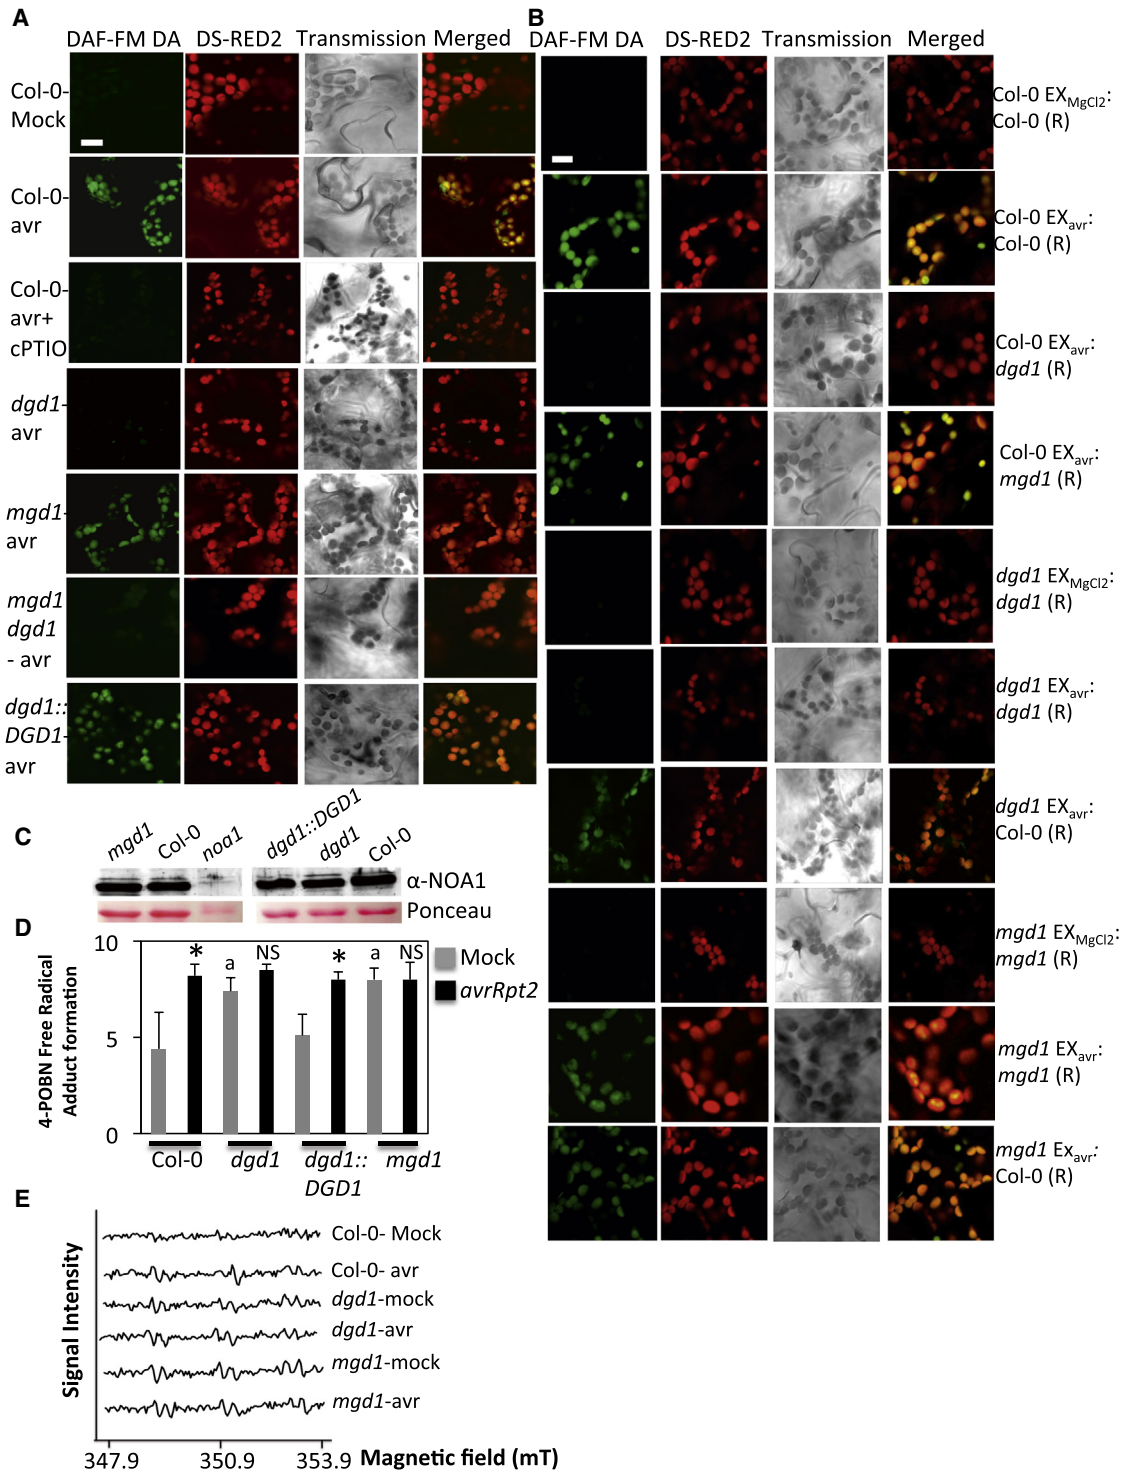 A
DAF-FM DA DS-RED2 Transmission Merged
Col-0-
Mock
Col-0-
avr
Col-0-
avr+
cPTIO
dgd1-
avr
mgd1-
avr
mgd1
dgd1
- avr
dgd1::
DGD1-
avr
B
DAF-FM DA DS-RED2 Transmission Merged
Col-0 EXMgCl2:
Col-0 (R)
Col-0 EXavr:
Col-0 (R)
Col-0 EXavr:
dgd1 (R)
Col-0 EXavr:
mgd1 (R)
dgd1 EXMgCl2:
dgd1 (R)
dgd1 EXavr:
dgd1 (R)
dgd1 EXavr:
Col-0 (R)
mgd1 EXMgCl2:
mgd1 (R)
mgd1 EXavr:
mgd1 (R)
mgd1 Exavr:
Col-0 (R)
C
mgd1 Col-0 noa1 dgd1::DGD1 dgd1 Col-0
α-NOA1
Ponceau
D
4-POBN Free Radical
Adduct formation
10
5
0
* a NS * a NS
Mock
avrRpt2
Col-0 dgd1 dgd1:: mgd1
DGD1
E
Signal Intensity
Col-0- Mock
Col-0- avr
dgd1-mock
dgd1-avr
mgd1-mock
mgd1-avr
347.9 350.9 353.9 Magnetic field (mT)